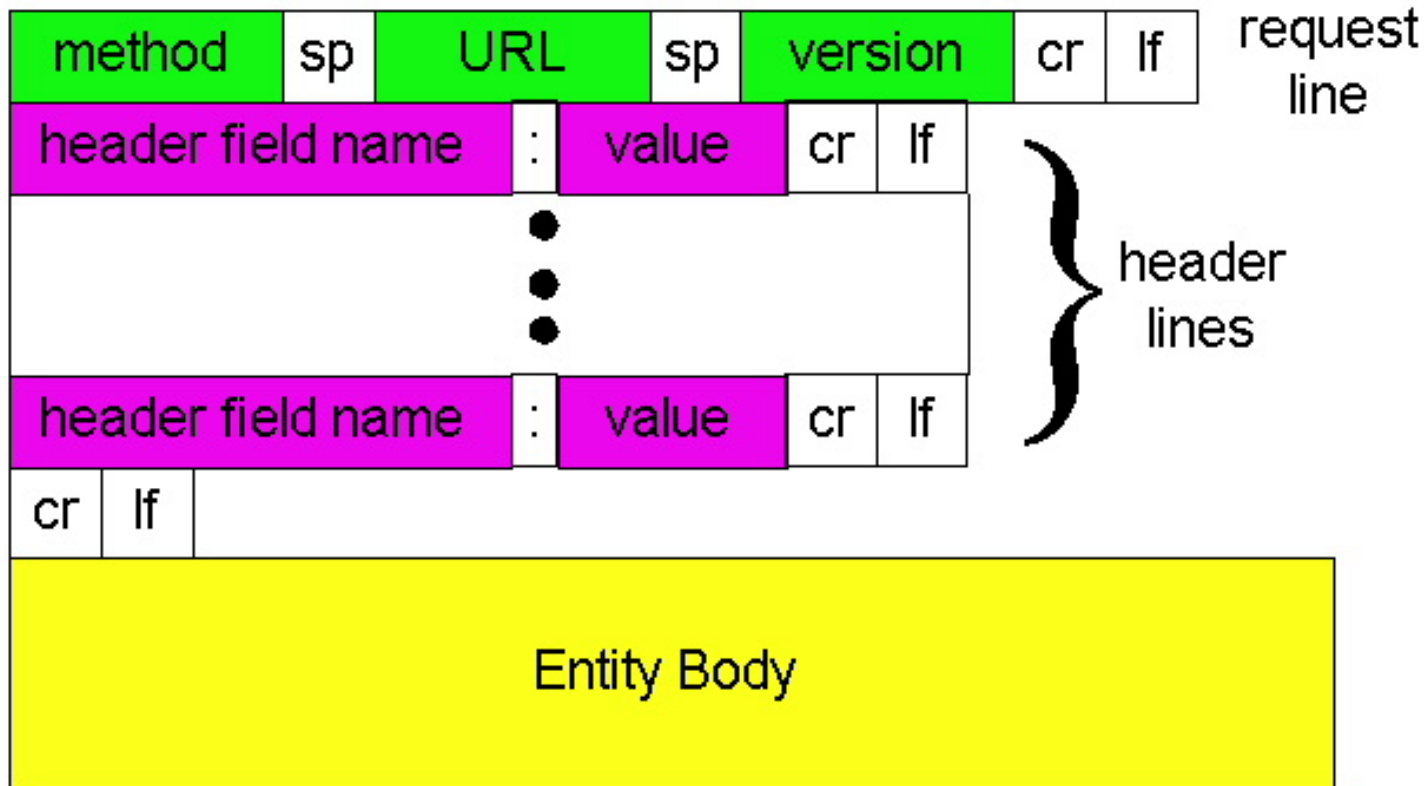 method sp URL sp version cr lf
request
line
header field name : value cr lf
header
lines
header field name : value cr lf
cr lf
Entity Body